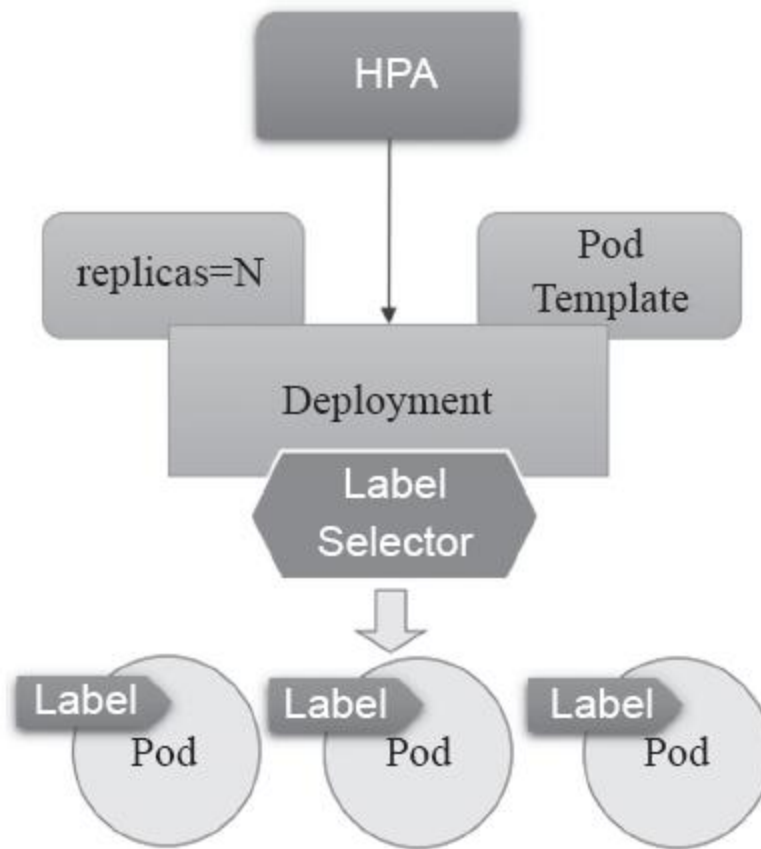 HPA
replicas=N
Pod
Template
Deployment
Label
Selector
Label
Pod
Label
Pod
Label
Pod